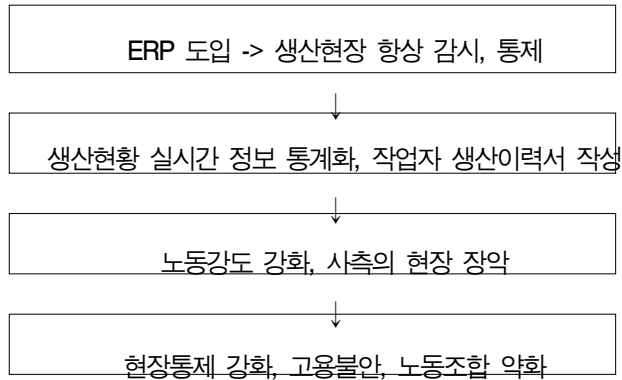 ERP 도입 -> 생산현장 항상 감시, 통제
생산현황 실시간 정보 통계화, 작업자 생산이력서 작성
노동강도 강화, 사측의 현장 장악
현장통제 강화, 고용불안, 노동조합 약화